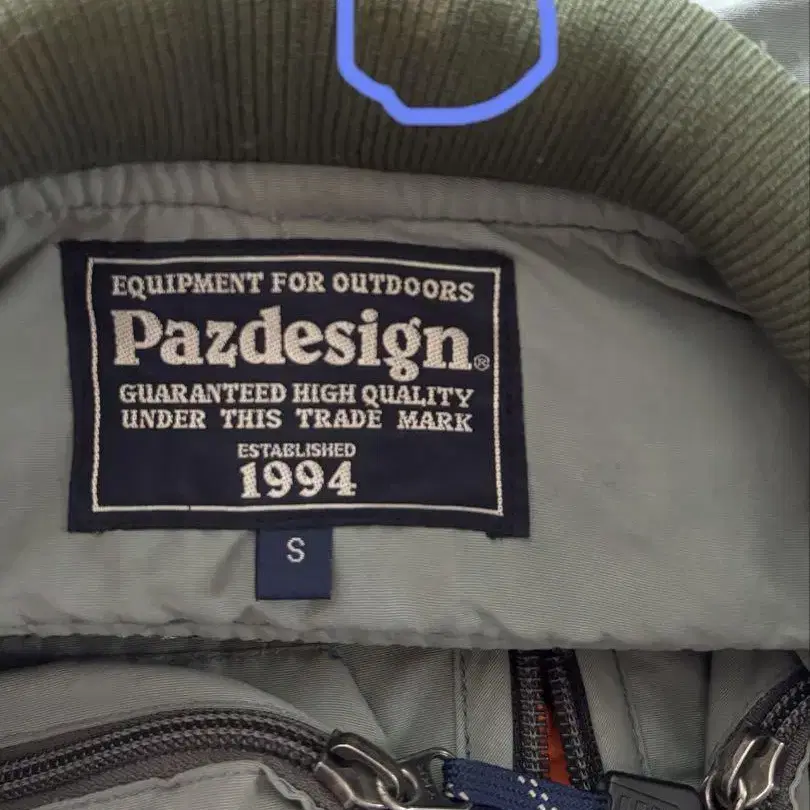 EQUIPMENT FOR OUTDOORS
Pazdesign®
GUARANTEED HIGH QUALITY
UNDER THIS TRADE MARK
ESTABLISHED
1994
S